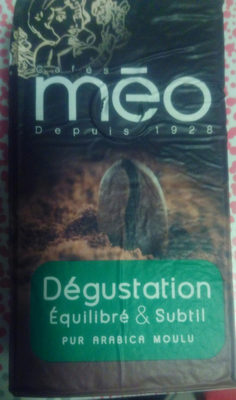 Cafés
méo
Depuis 1928
Dégustation
Équilibré & Subtil
PUR ARABICA MOULU